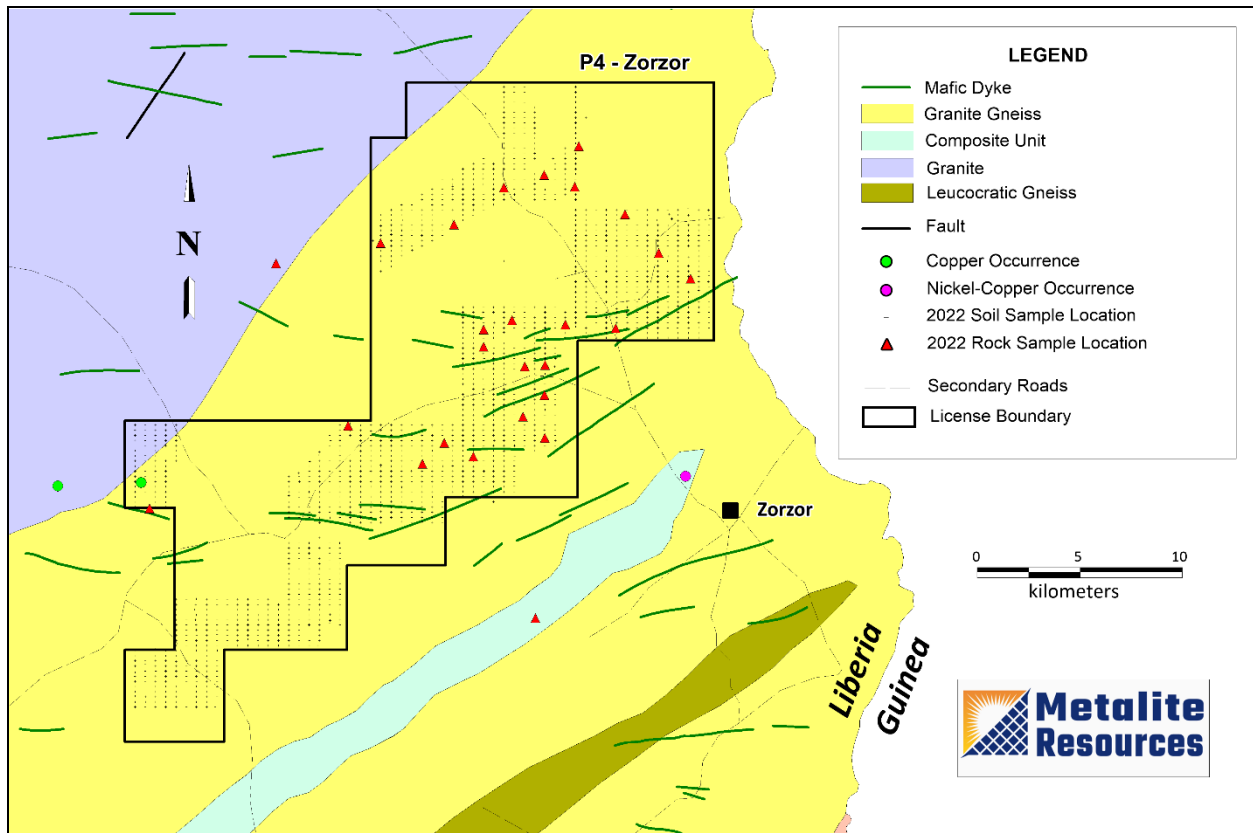 P4 - Zorzor
N
Zorzor
Liberia
Guinea
LEGEND
Mafic Dyke
Granite Gneiss
Composite Unit
Granite
Leucocratic Gneiss
Fault
Copper Occurrence
Nickel-Copper Occurrence
2022 Soil Sample Location
2022 Rock Sample Location
Secondary Roads
License Boundary
0 5 10
kilometers
Metalite
Resources